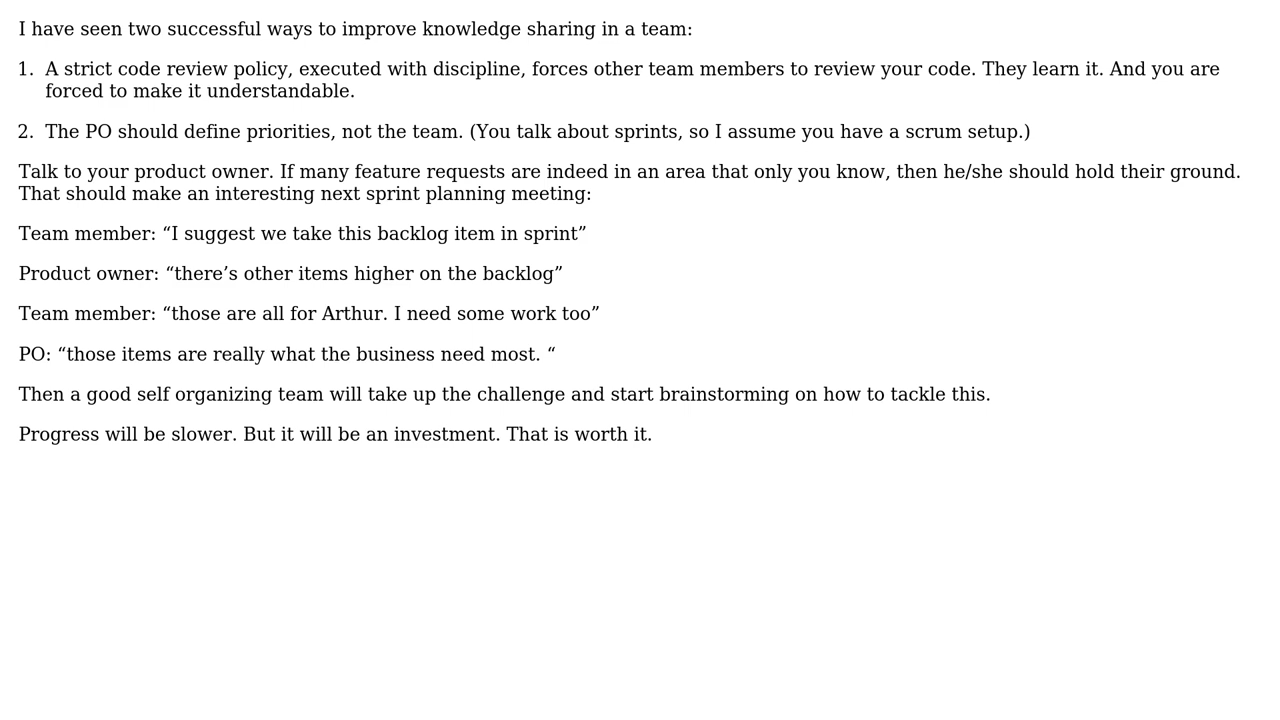 I have seen two successful ways to improve knowledge sharing in a team:
1. A strict code review policy, executed with discipline, forces other team members to review your code. They learn it. And you are
forced to make it understandable.
2. The PO should define priorities, not the team. (You talk about sprints, so I assume you have a scrum setup.)
Talk to your product owner. If many feature requests are indeed in an area that only you know, then he/she should hold their ground.
That should make an interesting next sprint planning meeting:
Team member: “I suggest we take this backlog item in sprint”
Product owner: “there’s other items higher on the backlog”
Team member: “those are all for Arthur. I need some work too”
PO: “those items are really what the business need most. “
Then a good self organizing team will take up the challenge and start brainstorming on how to tackle this.
Progress will be slower. But it will be an investment. That is worth it.